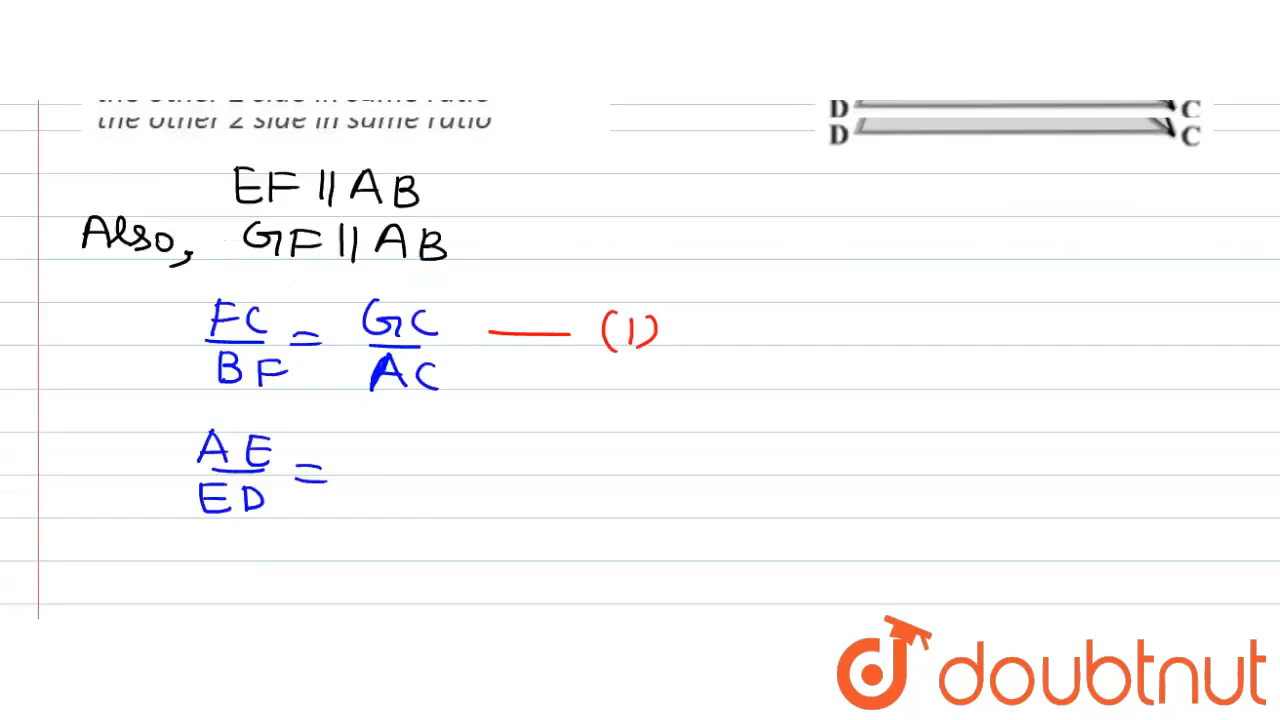 the other 2 side in same ratio
D C
D C
EF || AB
Also, GF || AB
FC/BF = GC/AC —— (1)
AE/ED =
doubtnut